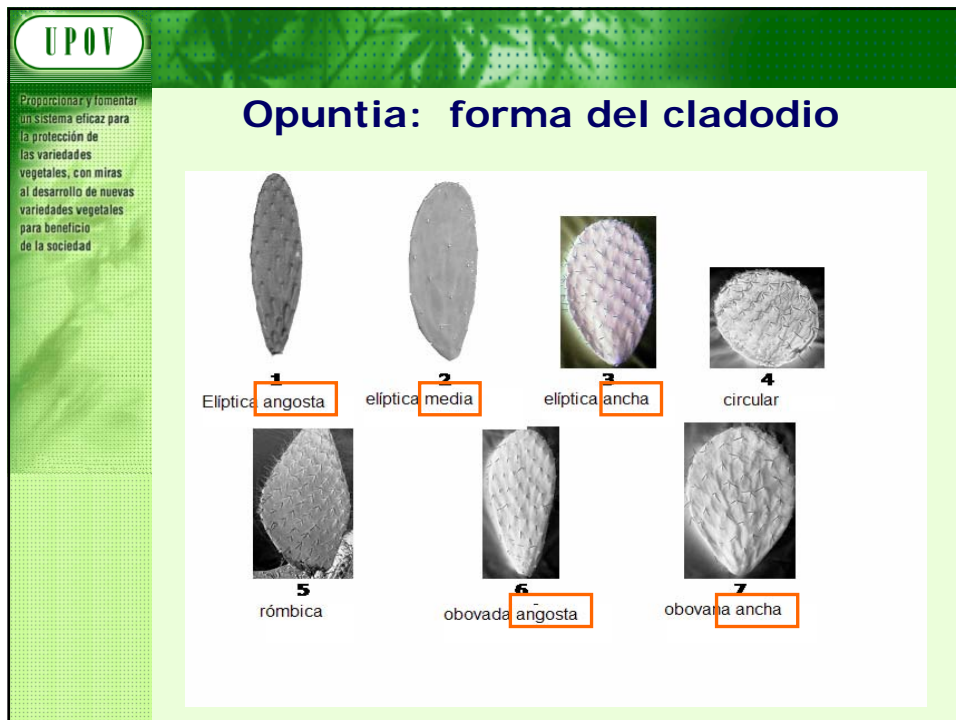 UPOV
Proporcionar y fomentar
un sistema eficaz para
la protección de
las variedades
vegetales, con miras
al desarrollo de nuevas
variedades vegetales
para beneficio
de la sociedad
Opuntia: forma del cladodio
1 2 3 4
Elíptica angosta elíptica media elíptica ancha circular
5 6 7
rómbica obovada angosta obovana ancha